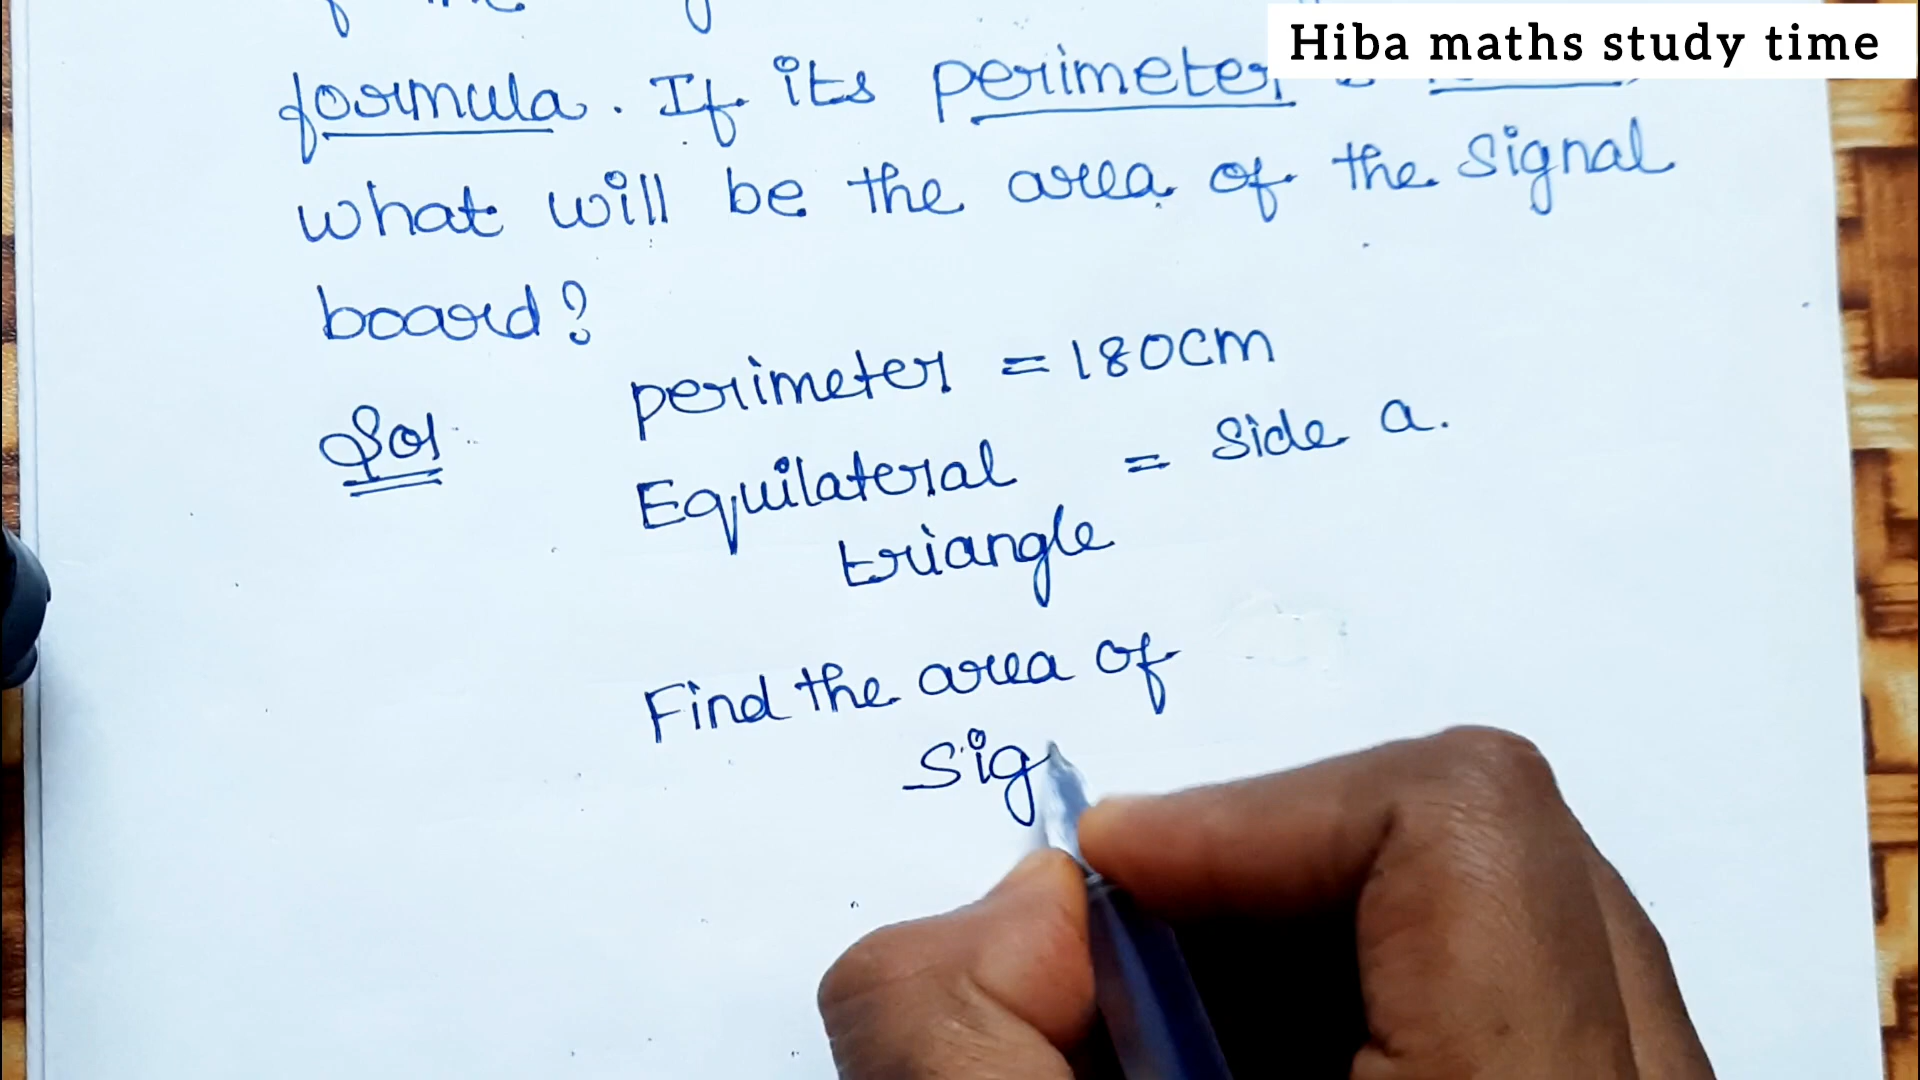 Hiba maths study time
formula. If its perimeter
what will be the area of the signal
board?
Sol
perimeter = 180cm
Equilateral = Side a.
triangle
Find the area of
Sig